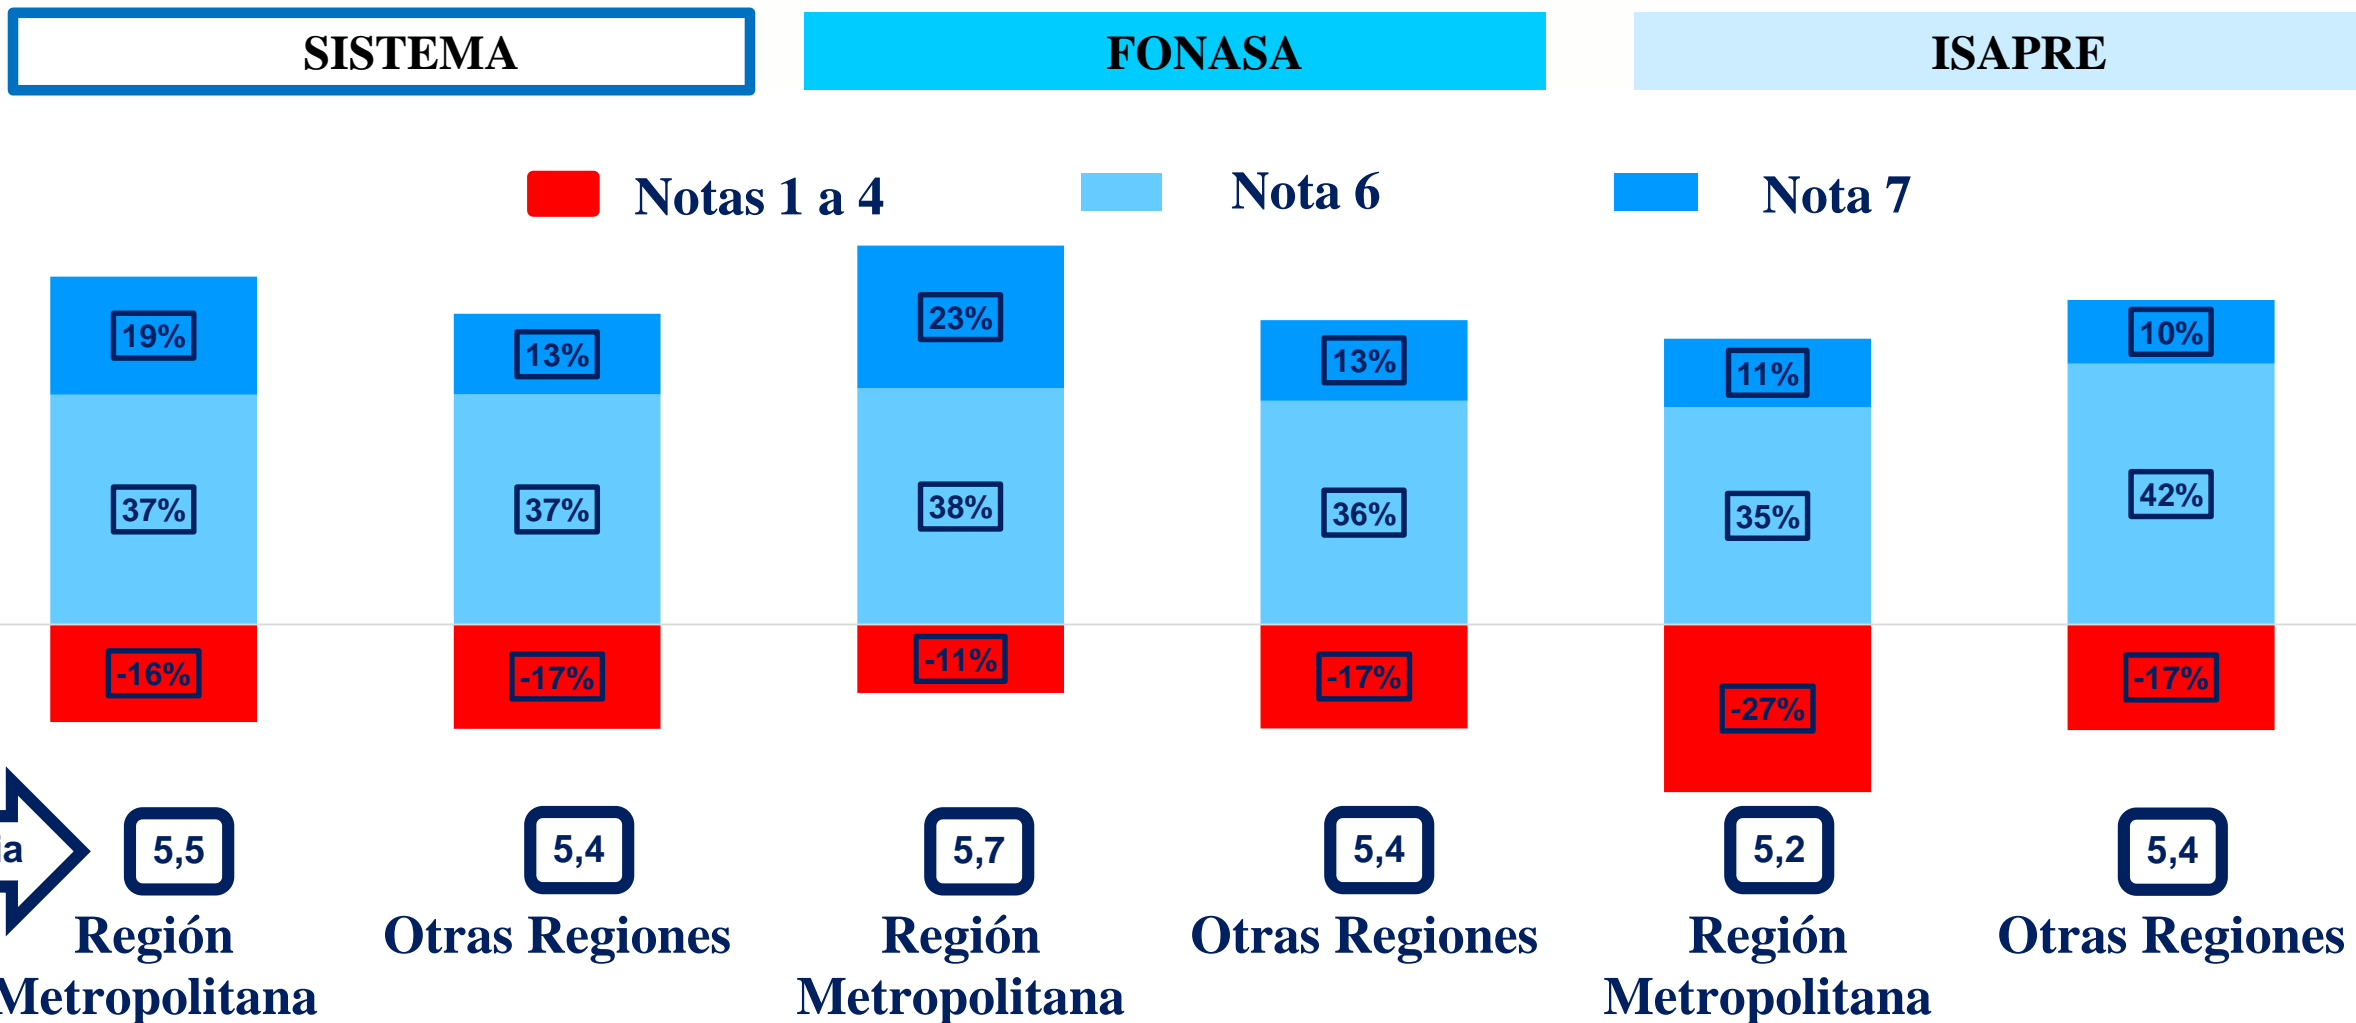 SISTEMA FONASA ISAPRE
Notas 1 a 4 Nota 6 Nota 7
19% 13% 23% 13% 11% 10%
37% 37% 38% 36% 35% 42%
-16% -17% -11% -17% -27% -17%
5,5 5,4 5,7 5,4 5,2 5,4
Región Otras Regiones Región Otras Regiones Región Otras Regiones
Metropolitana Metropolitana Metropolitana